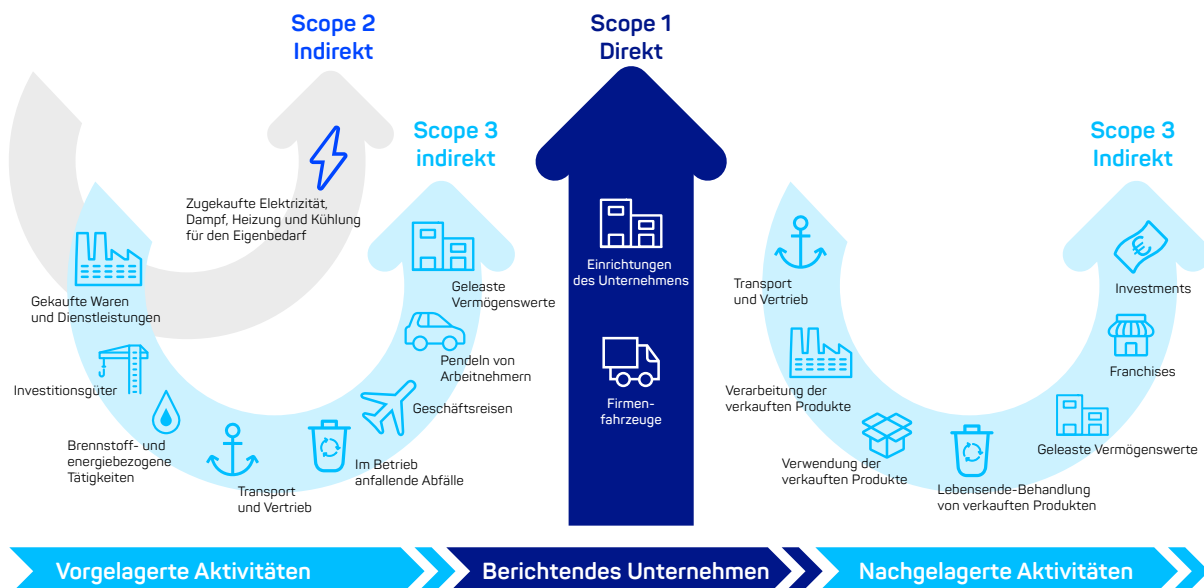 Scope 2
Indirekt
Scope 1
Direkt
Scope 3
indirekt
Scope 3
Indirekt
Zugekaufte Elektrizität,
Dampf, Heizung und Kühlung
für den Eigenbedarf
Gekaufte Waren
und Dienstleistungen
Investitionsgüter
Brennstoff- und
energiebezogene
Tätigkeiten
Transport
und Vertrieb
Im Betrieb
anfallende Abfälle
Geschäftsreisen
Pendeln von
Arbeitnehmern
Geleaste
Vermögenswerte
Einrichtungen
des Unternehmens
Firmen-
fahrzeuge
Transport
und Vertrieb
Verarbeitung der
verkauften Produkte
Verwendung der
verkauften Produkte
Lebensende-Behandlung
von verkauften Produkten
Geleaste Vermögenswerte
Franchises
€
Investments
Vorgelagerte Aktivitäten
Berichtendes Unternehmen
Nachgelagerte Aktivitäten